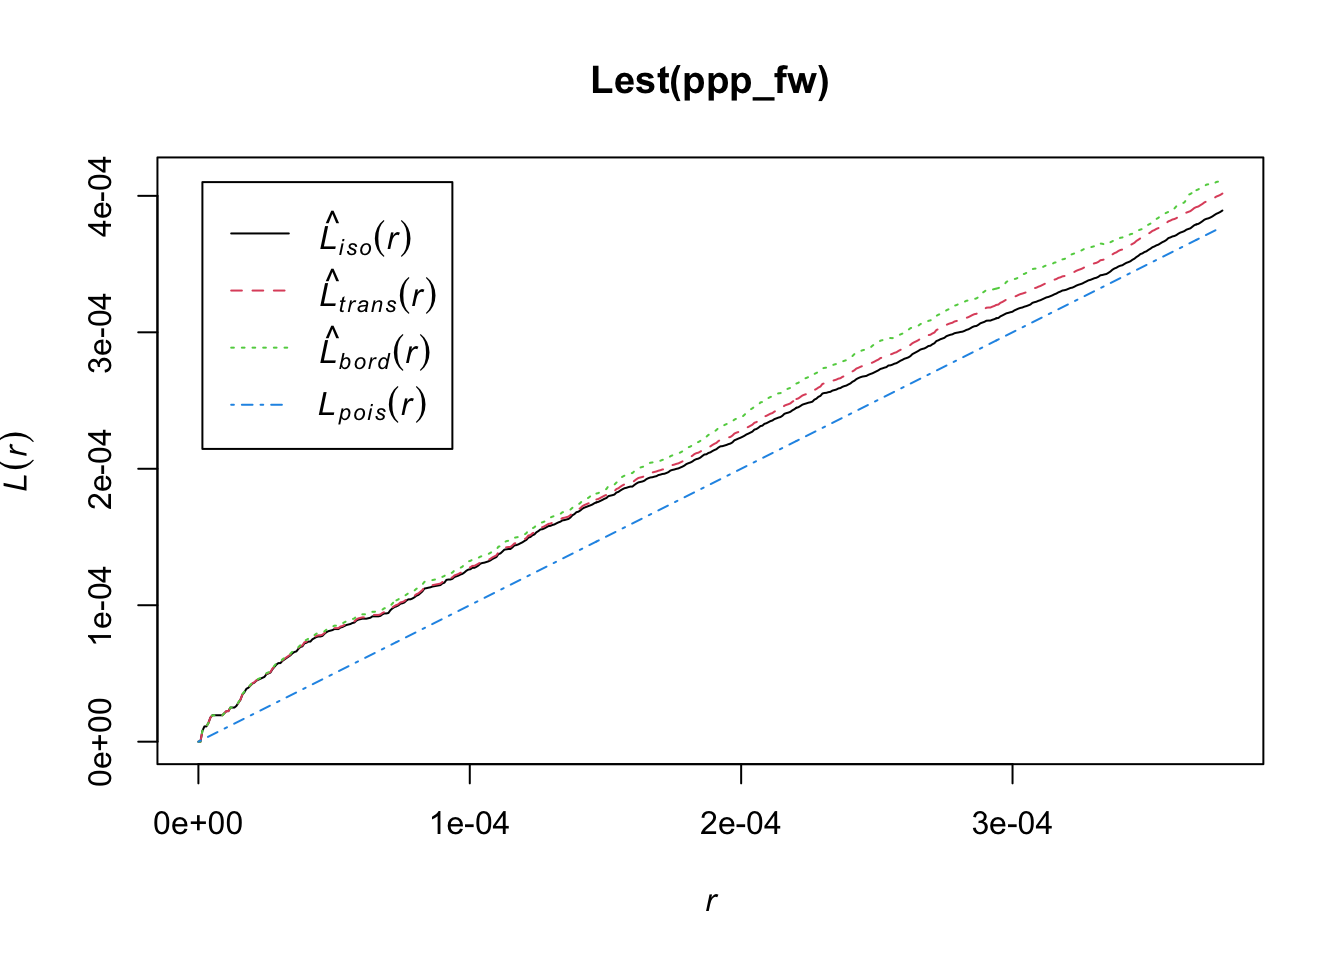 Lest(ppp_fw)
L̂iso(r)
L̂trans(r)
L̂bord(r)
Lpois(r)
L(r)
4e-04
3e-04
2e-04
1e-04
0e+00
0e+00 1e-04 2e-04 3e-04
r